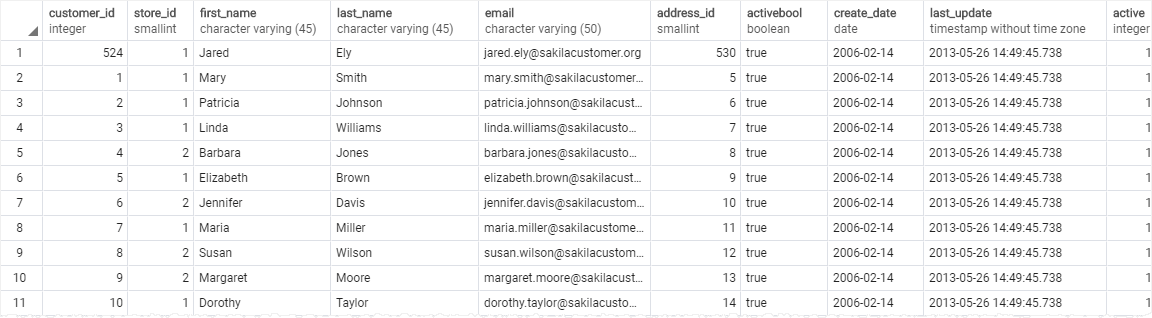 customer_id store_id first_name last_name email address_id activebool create_date last_update active
integer smallint character varying (45) character varying (45) character varying (50) smallint boolean date timestamp without time zone integer
1 524 1 Jared Ely jared.ely@sakilacustomer.org 530 true 2006-02-14 2013-05-26 14:49:45.738 1
2 1 1 Mary Smith mary.smith@sakilacustomer... 5 true 2006-02-14 2013-05-26 14:49:45.738 1
3 2 1 Patricia Johnson patricia.johnson@sakilacust... 6 true 2006-02-14 2013-05-26 14:49:45.738 1
4 3 1 Linda Williams linda.williams@sakilacusto... 7 true 2006-02-14 2013-05-26 14:49:45.738 1
5 4 2 Barbara Jones barbara.jones@sakilacusto... 8 true 2006-02-14 2013-05-26 14:49:45.738 1
6 5 1 Elizabeth Brown elizabeth.brown@sakilacust... 9 true 2006-02-14 2013-05-26 14:49:45.738 1
7 6 2 Jennifer Davis jennifer.davis@sakilacustom... 10 true 2006-02-14 2013-05-26 14:49:45.738 1
8 7 1 Maria Miller maria.miller@sakilacustome... 11 true 2006-02-14 2013-05-26 14:49:45.738 1
9 8 2 Susan Wilson susan.wilson@sakilacustom... 12 true 2006-02-14 2013-05-26 14:49:45.738 1
10 9 2 Margaret Moore margaret.moore@sakilacust... 13 true 2006-02-14 2013-05-26 14:49:45.738 1
11 10 1 Dorothy Taylor dorothy.taylor@sakilacusto... 14 true 2006-02-14 2013-05-26 14:49:45.738 1